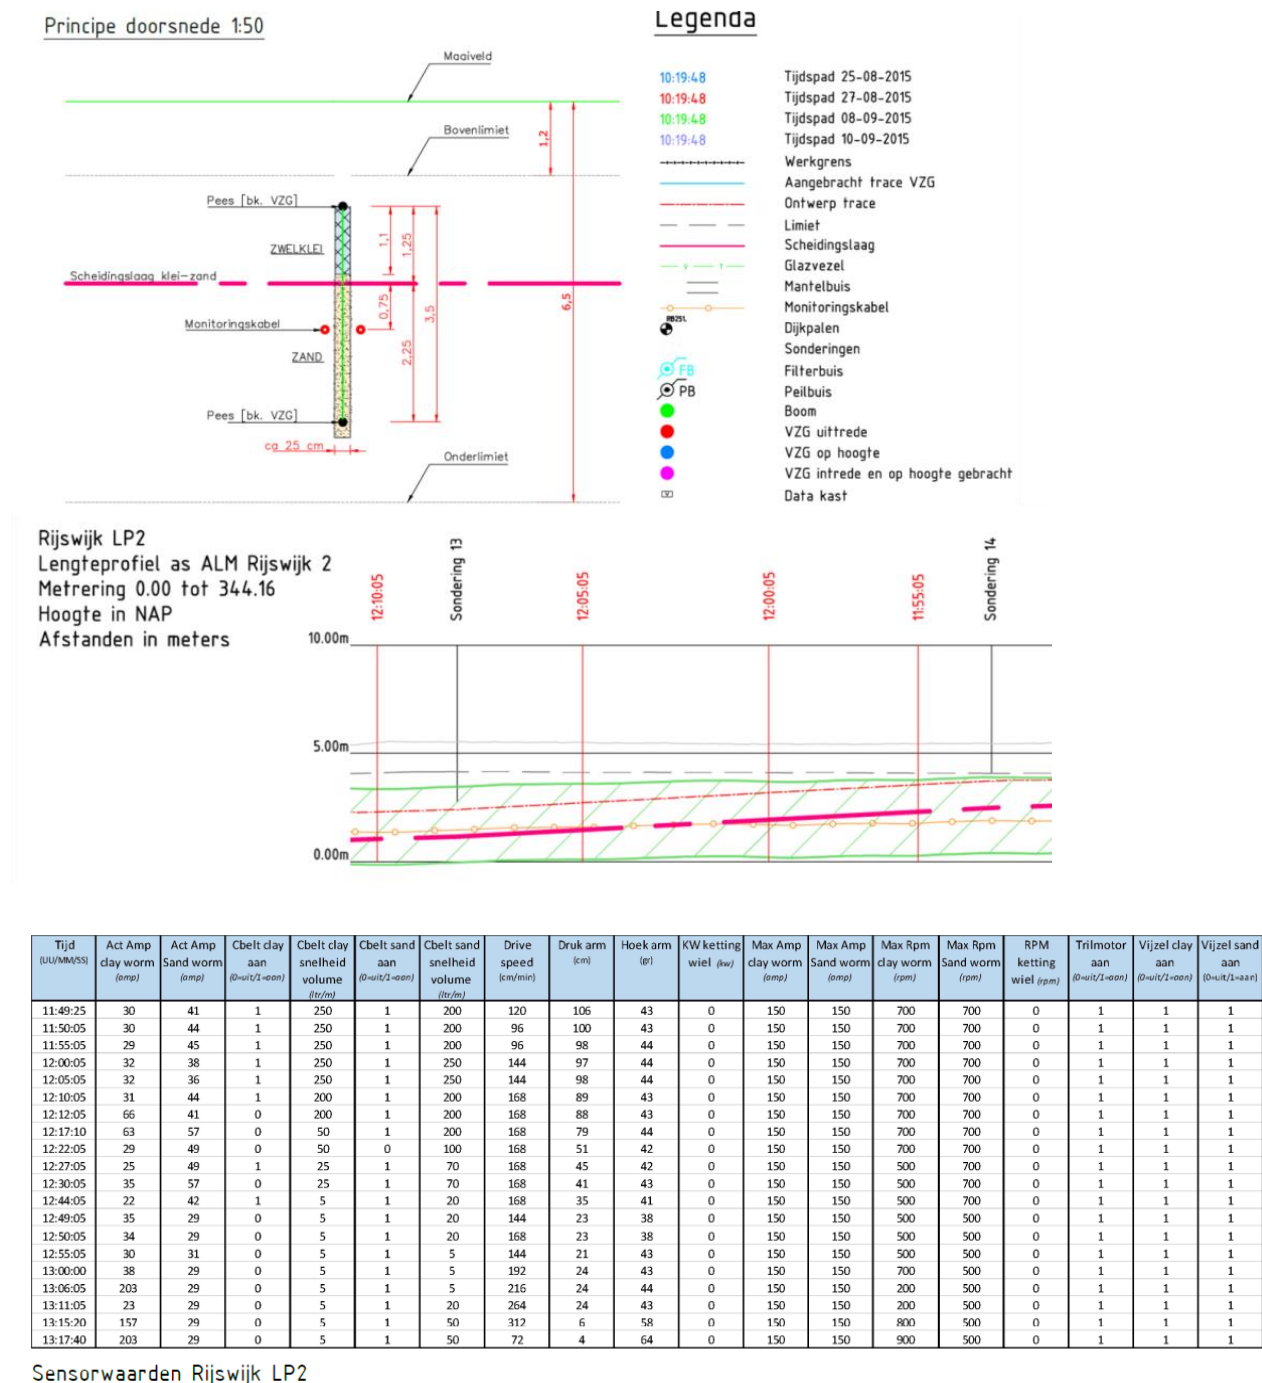 Principe doorsnede 1:50
Maaiveld
Bovenlimiet
1,2
Pees [bk. VZG]
ZWELKLEI
1,1
1,25
Scheidingslaag klei-zand
0,75
3,5
6,5
Monitoringskabel
ZAND
2,25
Pees [bk. VZG]
ca 25 cm
Onderlimiet
Legenda
10:19:48 Tijdspad 25-08-2015
10:19:48 Tijdspad 27-08-2015
10:19:48 Tijdspad 08-09-2015
10:19:48 Tijdspad 10-09-2015
Werkgrens
Aangebracht trace VZG
Ontwerp trace
Limiet
Scheidingslaag
Glazvezel
Mantelbuis
Monitoringskabel
RB251. Dijkpalen
Sonderingen
FB Filterbuis
PB Peilbuis
Boom
VZG uittrede
VZG op hoogte
VZG intrede en op hoogte gebracht
Data kast
Rijswijk LP2
Lengteprofiel as ALM Rijswijk 2
Metrering 0.00 tot 344.16
Hoogte in NAP
Afstanden in meters
12:10:05
Sondering 13
12:05:05
12:00:05
11:55:05
Sondering 14
10.00m
5.00m
0.00m
Tijd Act Amp Act Amp Cbelt clay Cbelt clay Cbelt sand Cbelt sand Drive Druk arm Hoek arm KW ketting Max Amp Max Amp Max Rpm Max Rpm RPM Trilmotor Vijzel clay Vijzel sand
(UU/MM/SS) clay worm Sand worm aan snelheid aan snelheid speed (cm) (gr) wiel (kw) clay worm Sand worm clay worm Sand worm ketting aan aan aan
(amp) (amp) (0=uit/1=aan) volume (0=uit/1=aan) volume (cm/min) (amp) (amp) (rpm) (rpm) wiel (rpm) (0=uit/1=aan) (0=uit/1=aan) (0=uit/1=aan)
(ltr/m) (ltr/m)
11:49:25 30 41 1 250 1 200 120 106 43 0 150 150 700 700 0 1 1 1
11:50:05 30 44 1 250 1 200 96 100 43 0 150 150 700 700 0 1 1 1
11:55:05 29 45 1 250 1 200 96 98 44 0 150 150 700 700 0 1 1 1
12:00:05 32 38 1 250 1 250 144 97 44 0 150 150 700 700 0 1 1 1
12:05:05 32 36 1 250 1 250 144 98 44 0 150 150 700 700 0 1 1 1
12:10:05 31 44 1 200 1 200 168 89 43 0 150 150 700 700 0 1 1 1
12:12:05 66 41 0 200 1 200 168 88 43 0 150 150 700 700 0 1 1 1
12:17:10 63 57 0 50 1 200 168 79 44 0 150 150 700 700 0 1 1 1
12:22:05 29 49 0 50 0 100 168 51 42 0 150 150 700 700 0 1 1 1
12:27:05 25 49 1 25 1 70 168 45 42 0 150 150 500 700 0 1 1 1
12:30:05 35 57 0 25 1 70 168 41 43 0 150 150 500 700 0 1 1 1
12:44:05 22 42 1 5 1 20 168 35 41 0 150 150 500 700 0 1 1 1
12:49:05 35 29 0 5 1 20 144 23 38 0 150 150 500 500 0 1 1 1
12:50:05 34 29 0 5 1 20 168 23 38 0 150 150 500 500 0 1 1 1
12:55:05 30 31 0 5 1 5 144 21 43 0 150 150 500 500 0 1 1 1
13:00:00 38 29 0 5 1 5 192 24 43 0 150 150 700 500 0 1 1 1
13:06:05 203 29 0 5 1 5 216 24 44 0 150 150 200 500 0 1 1 1
13:11:05 23 29 0 5 1 20 264 24 43 0 150 150 200 500 0 1 1 1
13:15:20 157 29 0 5 1 50 312 6 58 0 150 150 800 500 0 1 1 1
13:17:40 203 29 0 5 1 50 72 4 64 0 150 150 900 500 0 1 1 1
Sensorwaarden Rijswijk LP2